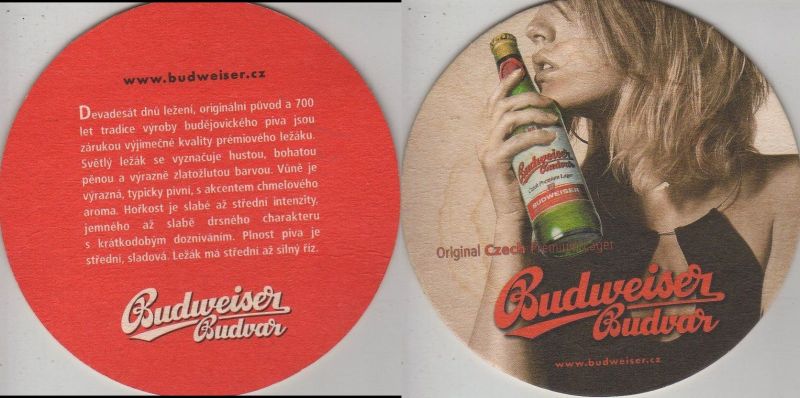 www.budweiser.cz
Devadesát dnů ležení, originální původ a 700
let tradice výroby budějovického piva jsou
zárukou výjimečné kvality prémiového ležáku.
Světlý ležák se vyznačuje hustou, bohatou
pěnou a výrazně zlatožlutou barvou. Vůně je
výrazná, typicky pivní, s akcentem chmelového
aroma. Hořkost je slabé až střední intenzity,
jemného až slabě drsného charakteru
s krátkodobým dozníváním. Plnost piva je
střední, sladová. Ležák má střední až silný říz.
Budweiser
Budvar
Budweiser
Budvar
Czech Premium Lager
BUDWEISER
Original Czech Premium Lager
Budweiser
Budvar
www.budweiser.cz